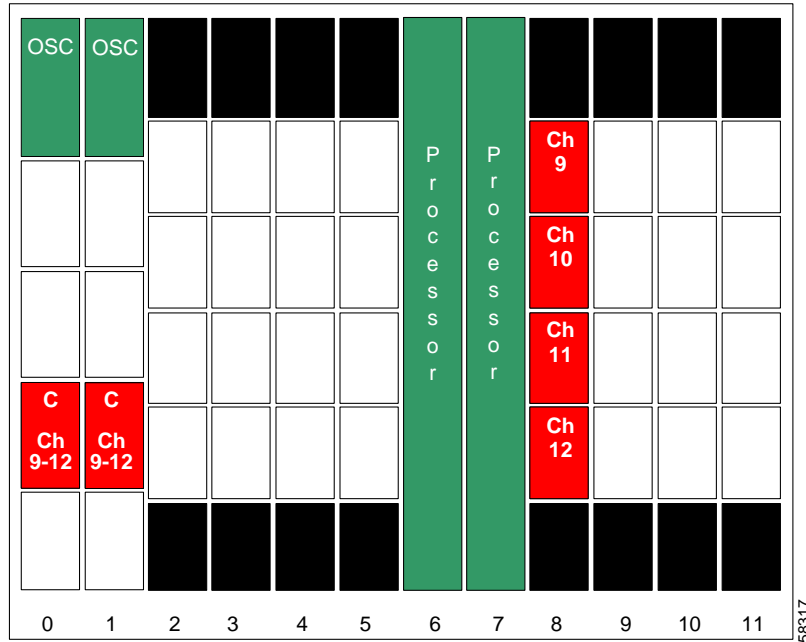 OSC OSC
Processor Processor
Ch
9
Ch
10
Ch
11
C C
Ch
9-12
Ch
9-12
Ch
12
0 1 2 3 4 5 6 7 8 9 10 11
58317